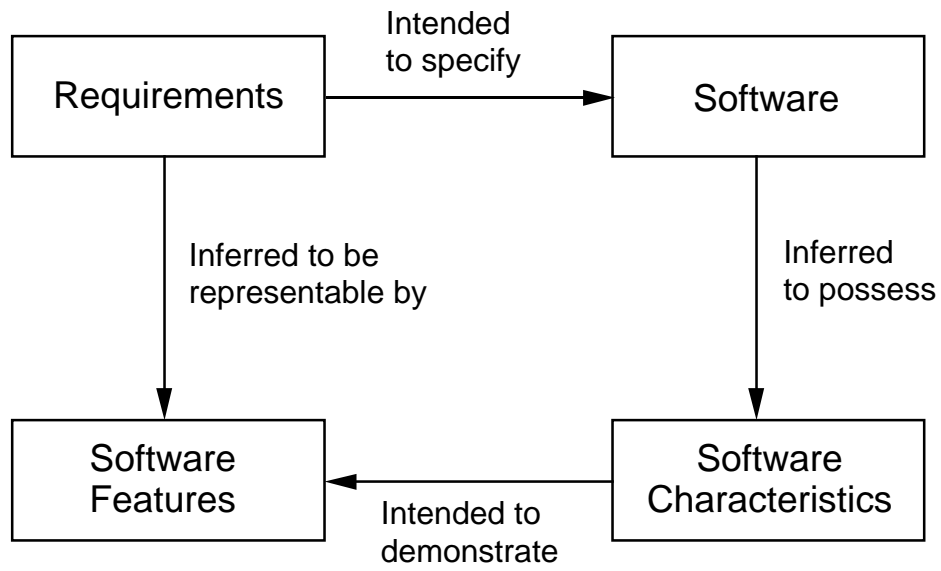 Intended
to specify
Requirements
Software
Inferred to be
representable by
Inferred
to possess
Software
Features
Software
Characteristics
Intended to
demonstrate